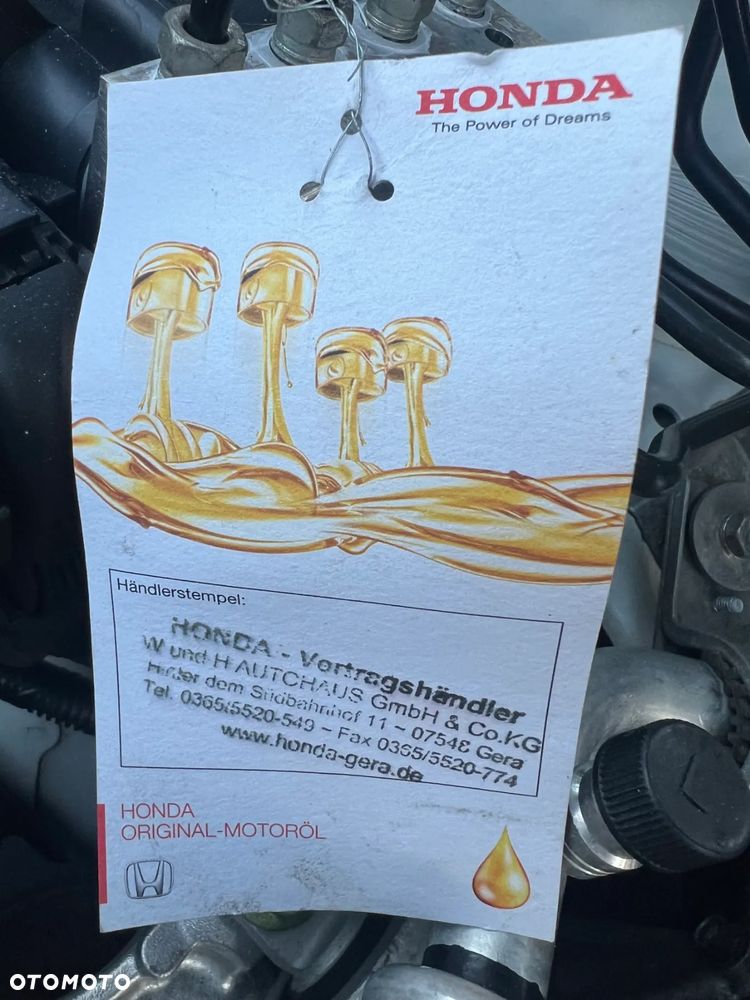 HONDA
The Power of Dreams
Händlerstempel:
HONDA - Vertragshändler
W und H AUTOHAUS GmbH & Co.KG
Hinter dem Südbahnhof 11 - 07548 Gera
Tel. 0365/5520-549 - Fax 0365/5520-774
www.honda-gera.de
HONDA
ORIGINAL-MOTORÖL
OTOMOTO